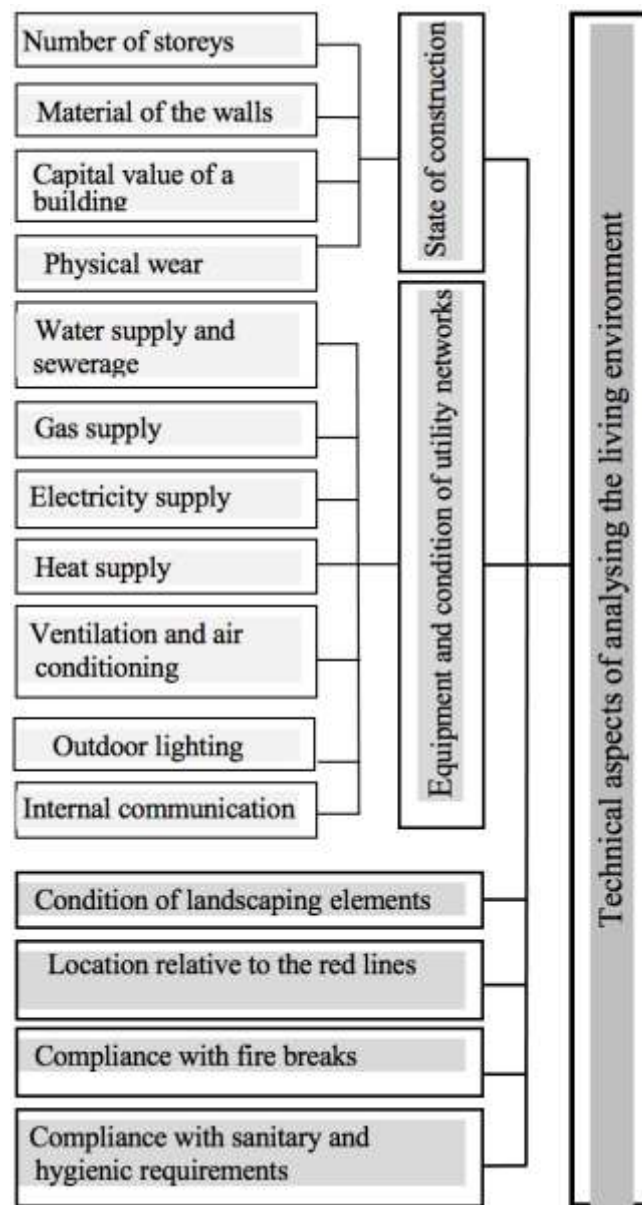 Number of storeys
Material of the walls
Capital value of a
building
Physical wear
State of construction
Water supply and
sewerage
Gas supply
Electricity supply
Heat supply
Ventilation and air
conditioning
Outdoor lighting
Internal communication
Equipment and condition of utility networks
Condition of landscaping elements
Location relative to the red lines
Compliance with fire breaks
Compliance with sanitary and
hygienic requirements
Technical aspects of analysing the living environment